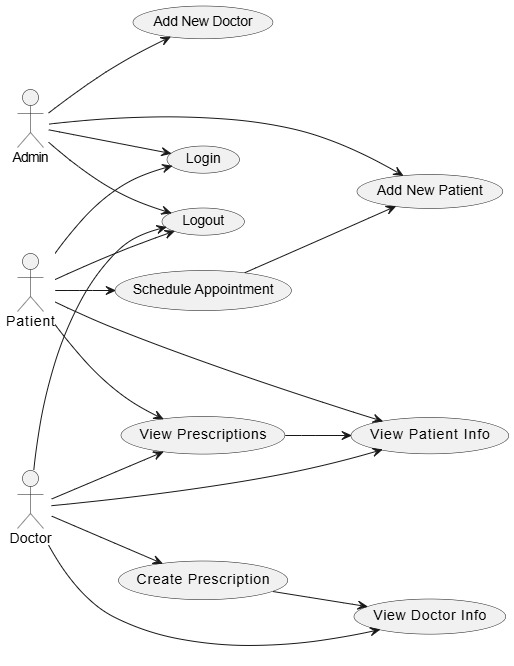 Add New Doctor
Admin
Login
Add New Patient
Logout
Schedule Appointment
Patient
View Prescriptions
View Patient Info
Doctor
Create Prescription
View Doctor Info